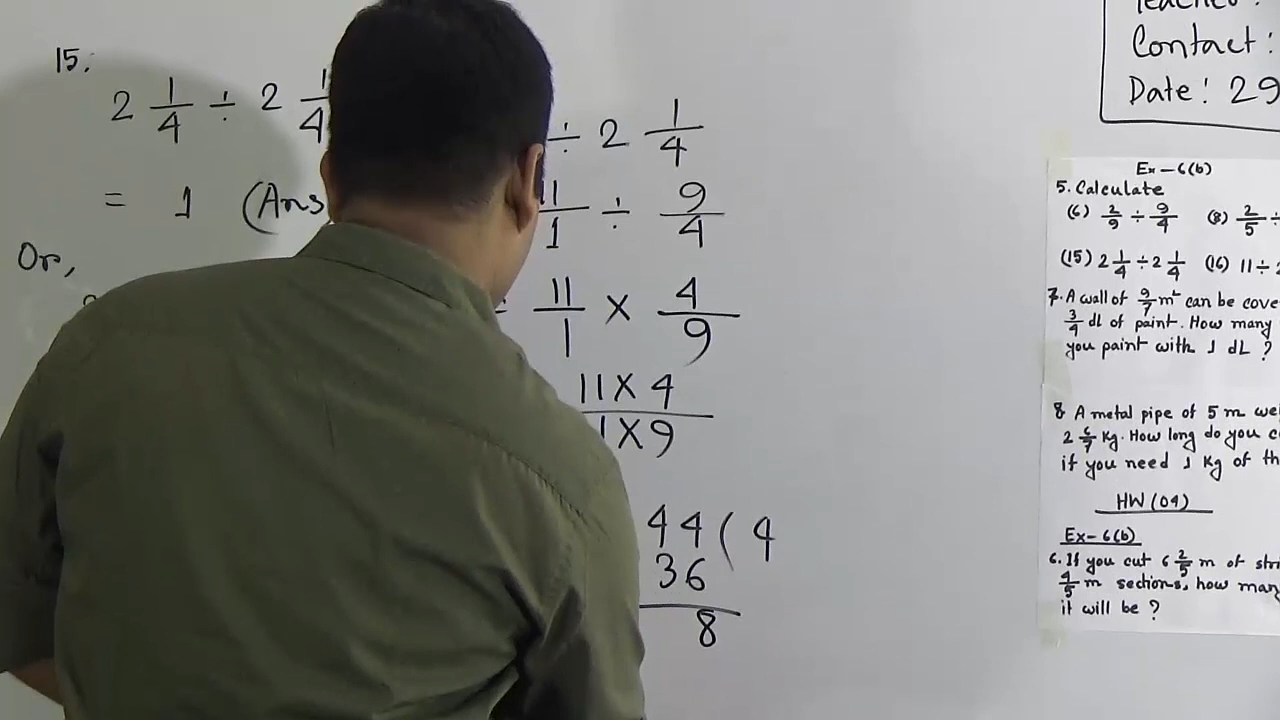 15.
2 1/4 ÷ 2 1/4
= 1 (Ans
Or,
÷ 2 1/4
11/1 ÷ 9/4
11/1 × 4/9
11 × 4
1 × 9
44 ( 4
36
8
Contact:
Date: 29
Ex-6(b)
5. Calculate
(6) 2/9 ÷ 9/4 (8) 2/5 ÷
(15) 2 1/4 ÷ 2 1/4 (16) 11 ÷ 2
7. A wall of 9/7 m² can be cove
3/4 dl of paint. How many
you paint with 1 dL ?
8 A metal pipe of 5 m we
2 6/7 Kg. How long do you c
if you need 1 Kg of th
HW (04)
Ex-6(b)
6. If you cut 6 2/5 m of stri
4/5 m sections, how many
it will be ?